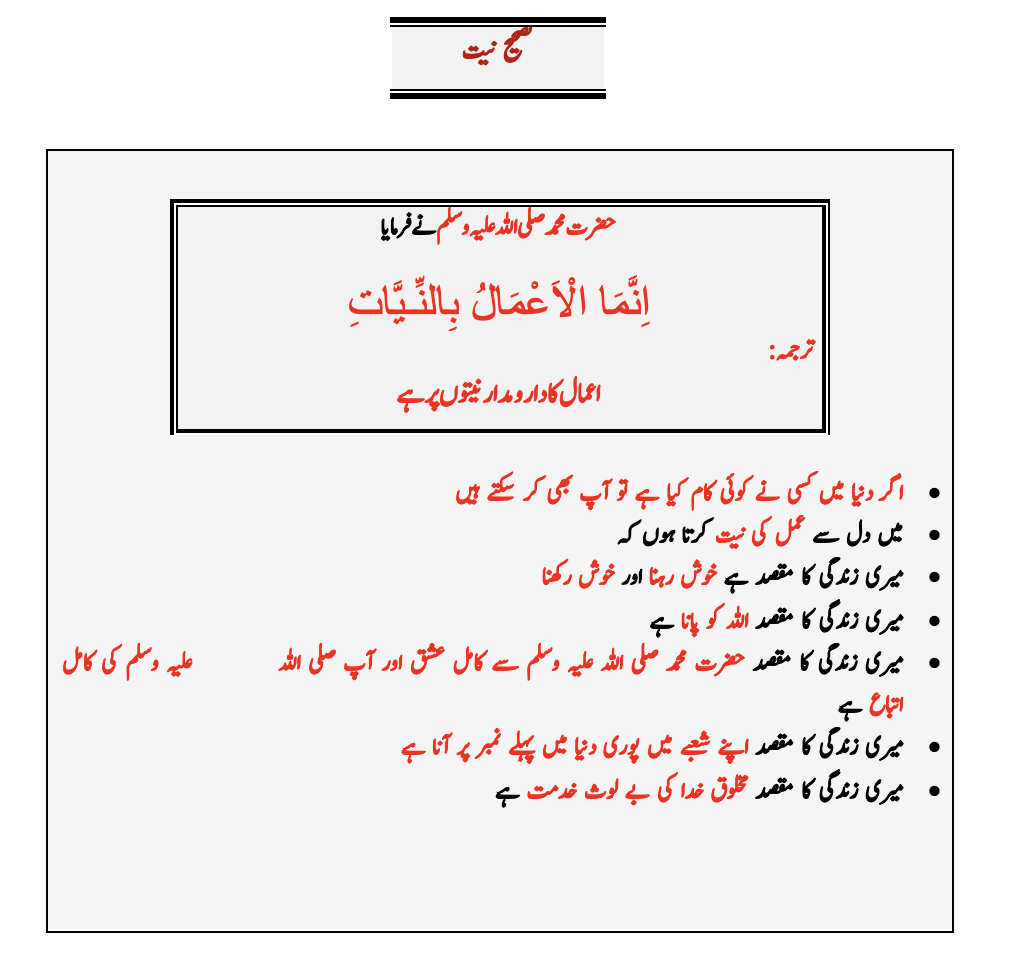 تصحیح نیت
حضرت محمد صلی اللہ علیہ وسلم نے فرمایا
اِنَّمَا الْاَعْمَالُ بِالنِّـيَّاتِ
ترجمہ:
اعمال کا دارومدار نیتوں پر ہے
اگر دنیا میں کسی نے کوئی کام کیا ہے تو آپ بھی کر سکتے ہیں
میں دل سے عمل کی نیت کرتا ہوں کہ
میری زندگی کا مقصد ہے خوش رہنا اور خوش رکھنا
میری زندگی کا مقصد اللہ کو پانا ہے
میری زندگی کا مقصد حضرت محمد صلی اللہ علیہ وسلم سے کامل عشق اور آپ صلی اللہ علیہ وسلم کی کامل
اتباع ہے
میری زندگی کا مقصد اپنے شعبے میں پوری دنیا میں پہلے نمبر پر آنا ہے
میری زندگی کا مقصد مخلوق خدا کی بے لوث خدمت ہے